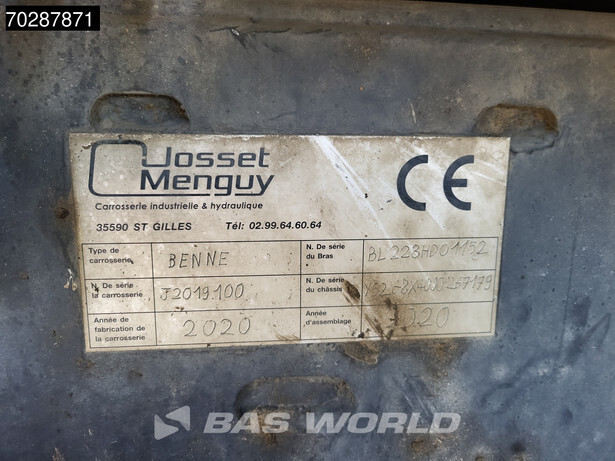 70287871
Josset
Menguy
CE
Carrosserie industrielle & hydraulique
35590 ST GILLES Tél: 02.99.64.60.64
Type de
carrosserie BENNE
N. De série
du Bras BL223HD01152
N. De série
la carrosserie J2019.100
N. De série
du châssis
Année de
fabrication de
la carrosserie 2020
Année
d'assemblage 2020
BAS WORLD